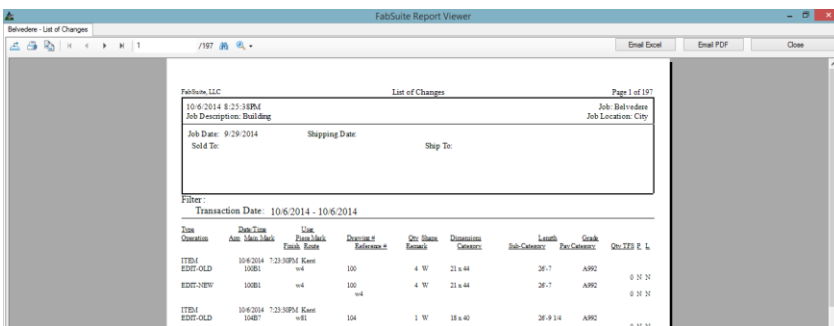 FabSuite Report Viewer
Belvedere - List of Changes
1 /197 Email Excel Email PDF Close
FabSuite, LLC List of Changes Page 1 of 197
10/6/2014 8:25:38PM Job: Belvedere
Job Description: Building Job Location: City
Job Date: 9/29/2014 Shipping Date:
Sold To: Ship To:
Filter :
Transaction Date: 10/6/2014 - 10/6/2014
Type Date/Time User
Operation Asm Main Mark Piece Mark Drawing # Qty Shape Dimensions Length Grade
Finish Route Reference # Remark Category Sub-Category Pay Category Qty TFS P L
ITEM 10/6/2014 7:23:30PM Kent
EDIT-OLD 100B1 w4 100 4 W 21 x 44 26'-7 A992
0 N N
EDIT-NEW 100B1 w4 100 4 W 21 x 44 26'-7 A992
w4 0 N N
ITEM 10/6/2014 7:23:30PM Kent
EDIT-OLD 104B7 w81 104 1 W 18 x 40 26'-9 1/4 A992
0 N N